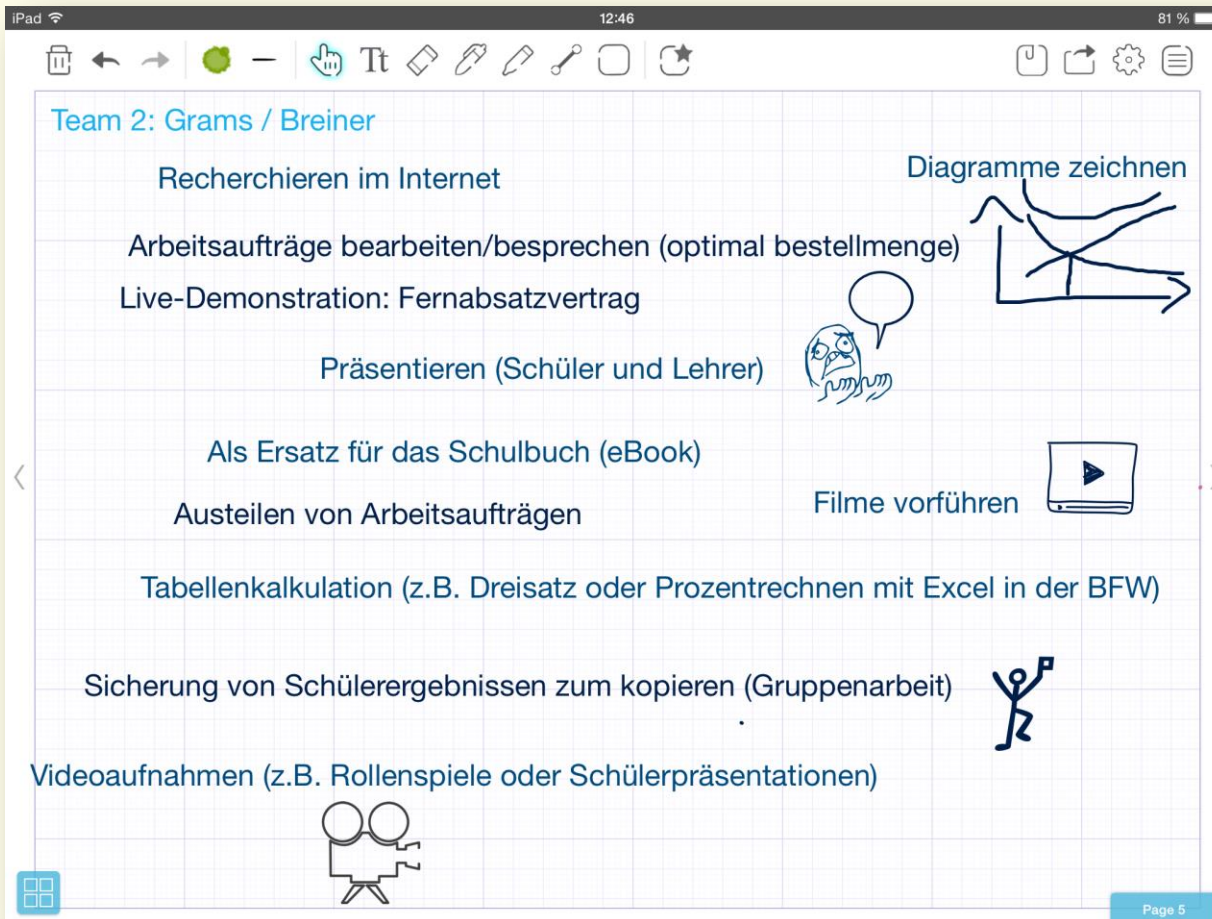 iPad 12:46 81 %
Tt
Team 2: Grams / Breiner
Recherchieren im Internet
Diagramme zeichnen
Arbeitsaufträge bearbeiten/besprechen (optimal bestellmenge)
Live-Demonstration: Fernabsatzvertrag
Präsentieren (Schüler und Lehrer)
Als Ersatz für das Schulbuch (eBook)
Filme vorführen
Austeilen von Arbeitsaufträgen
Tabellenkalkulation (z.B. Dreisatz oder Prozentrechnen mit Excel in der BFW)
Sicherung von Schülerergebnissen zum kopieren (Gruppenarbeit)
Videoaufnahmen (z.B. Rollenspiele oder Schülerpräsentationen)
Page 5